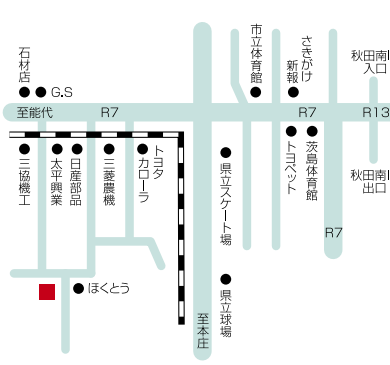 石材店
G.S
市立体育館
さきがけ
新報
秋田南I
入口
至能代
R7
R7
R13
三協機工
太平興業
日産部品
三菱農機
トヨタ
カローラ
県立スケート場
トヨペット
茨島体育館
秋田南I
出口
R7
ほくとう
県立球場
至本庄